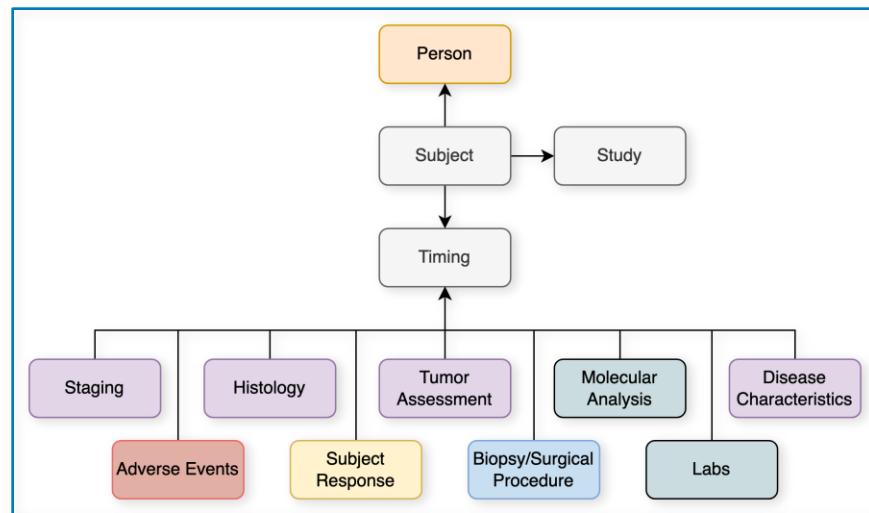 Person
Subject
Study
Timing
Staging
Histology
Tumor
Assessment
Molecular
Analysis
Disease
Characteristics
Adverse Events
Subject
Response
Biopsy/Surgical
Procedure
Labs